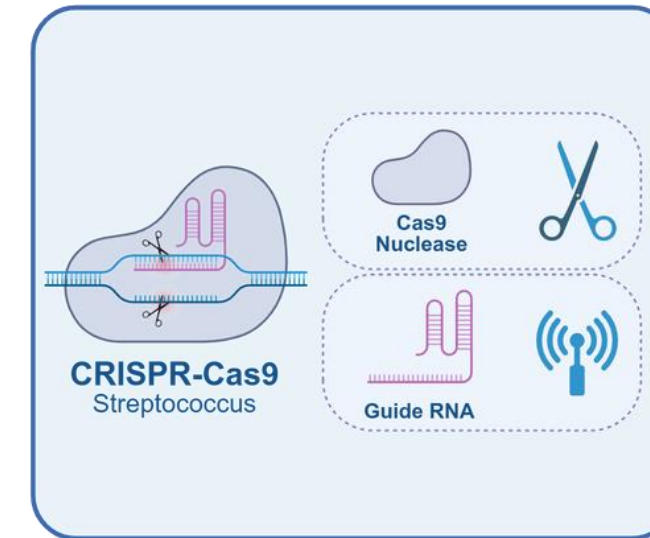 CRISPR-Cas9
Streptococcus
Cas9
Nuclease
Guide RNA